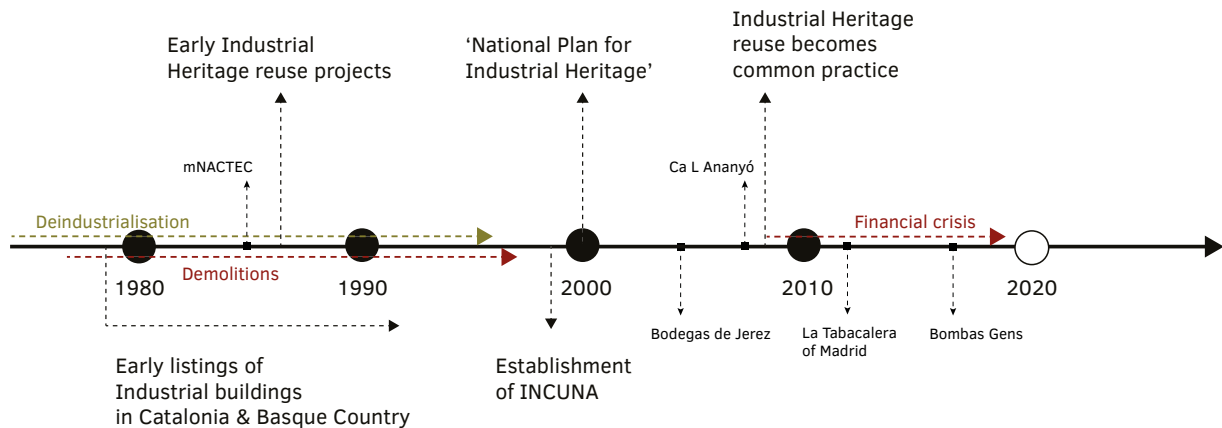 Early Industrial
Heritage reuse projects
‘National Plan for
Industrial Heritage’
Industrial Heritage
reuse becomes
common practice
mNACTEC
Ca L Ananyó
Deindustrialisation
Financial crisis
Demolitions
1980
1990
2000
2010
2020
Bodegas de Jerez
La Tabacalera
of Madrid
Bombas Gens
Early listings of
Industrial buildings
in Catalonia & Basque Country
Establishment
of INCUNA